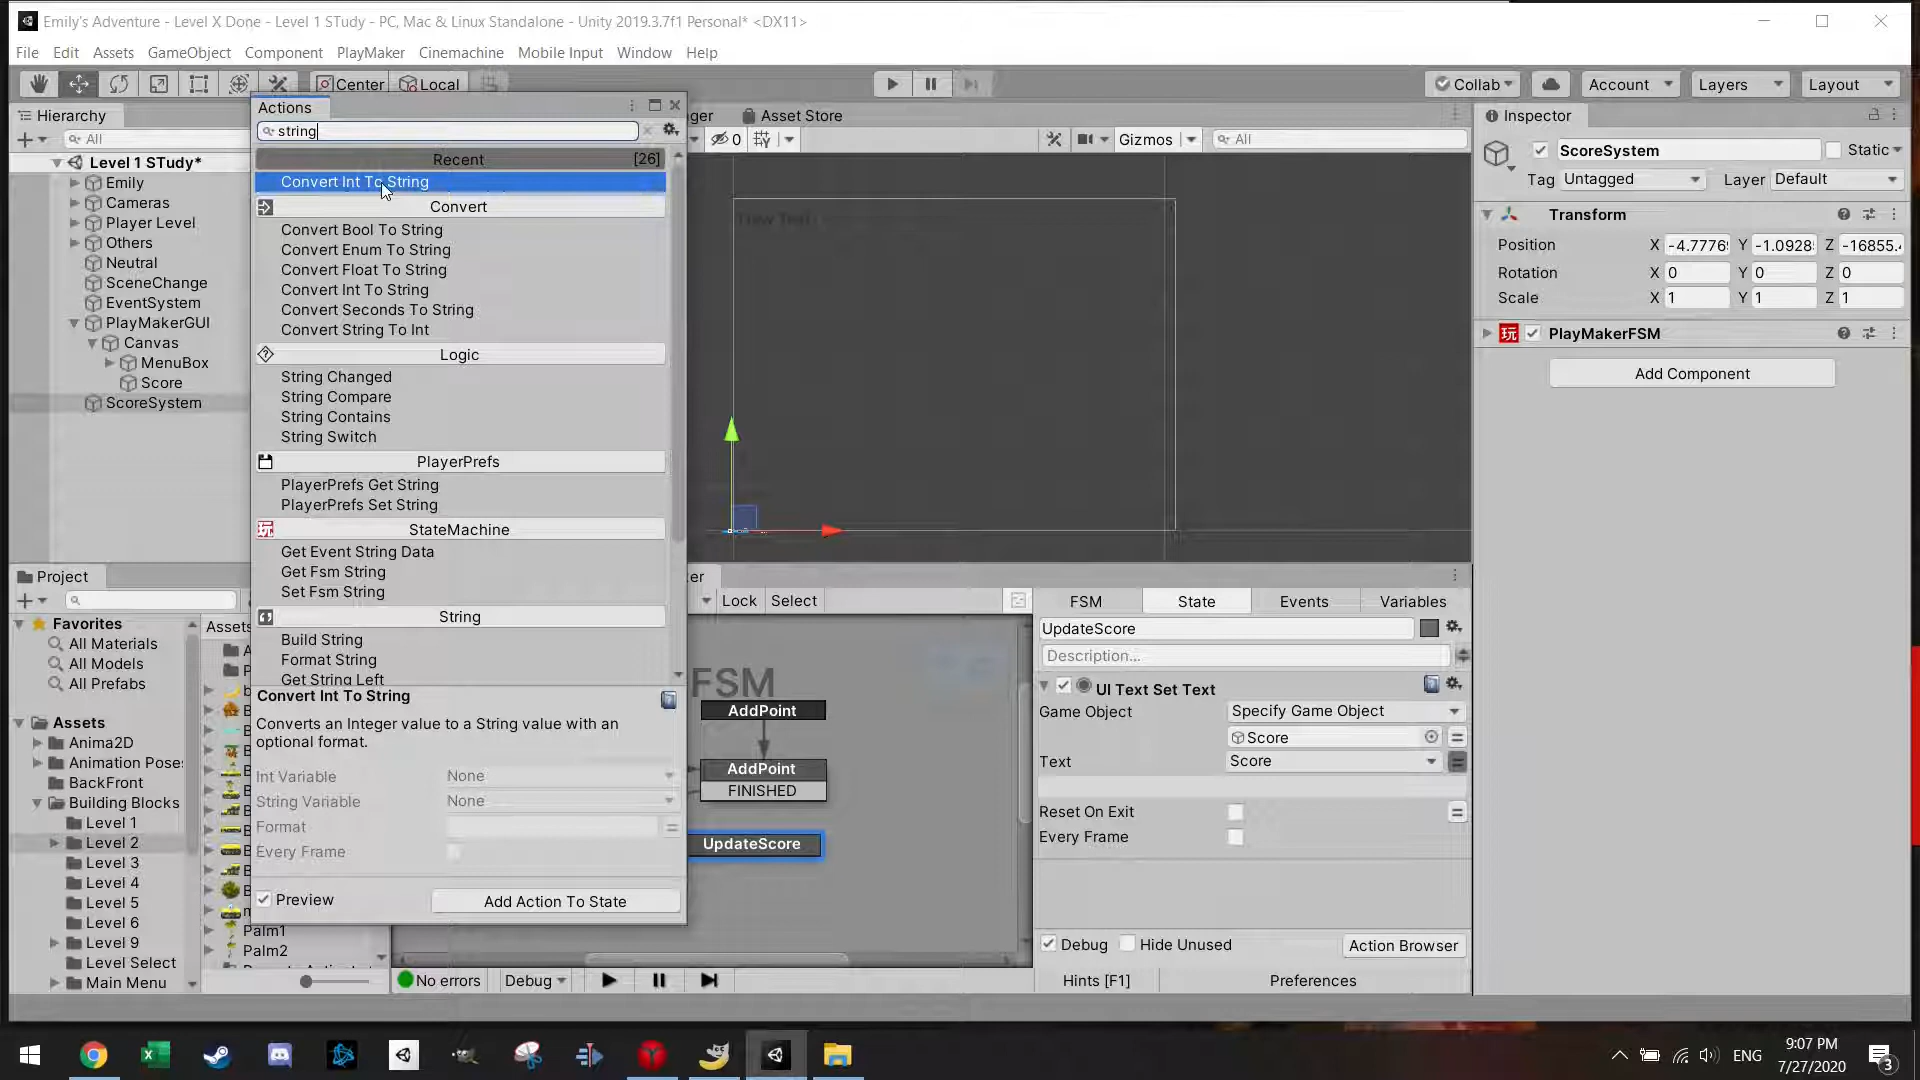 Emily's Adventure - Level X Done - Level 1 STudy - PC, Mac & Linux Standalone - Unity 2019.3.7f1 Personal* <DX11>
File Edit Assets GameObject Component PlayMaker Cinemachine Mobile Input Window Help
Center Local Collab Account Layers Layout
Hierarchy
All
Level 1 STudy*
Emily
Cameras
Player Level
Others
Neutral
SceneChange
EventSystem
PlayMakerGUI
Canvas
MenuBox
Score
ScoreSystem
Actions
string
Recent [26]
Convert Int To String
Convert
Convert Bool To String
Convert Enum To String
Convert Float To String
Convert Int To String
Convert Seconds To String
Convert String To Int
Logic
String Changed
String Compare
String Contains
String Switch
PlayerPrefs
PlayerPrefs Get String
PlayerPrefs Set String
StateMachine
Get Event String Data
Get Fsm String
Set Fsm String
String
Build String
Format String
Get String Left
Convert Int To String
Converts an Integer value to a String value with an
optional format.
Int Variable None
String Variable None
Format
Every Frame
Preview Add Action To State
Asset Store
0 Gizmos All
New Text
Inspector
ScoreSystem Static
Tag Untagged Layer Default
Transform
Position X -4.7776 Y -1.0928 Z -16855.
Rotation X 0 Y 0 Z 0
Scale X 1 Y 1 Z 1
PlayMakerFSM
Add Component
Project
Favorites
All Materials
All Models
All Prefabs
Assets
Anima2D
Animation Pose
BackFront
Building Blocks
Level 1
Level 2
Level 3
Level 4
Level 5
Level 6
Level 9
Level Select
Main Menu
Assets
Palm1
Palm2
er
Lock Select
FSM
AddPoint
AddPoint
FINISHED
UpdateScore
No errors Debug
FSM State Events Variables
UpdateScore
Description...
UI Text Set Text
Game Object Specify Game Object
Score
Text Score
Reset On Exit
Every Frame
Debug Hide Unused Action Browser
Hints [F1] Preferences
ENG
9:07 PM
7/27/2020
3